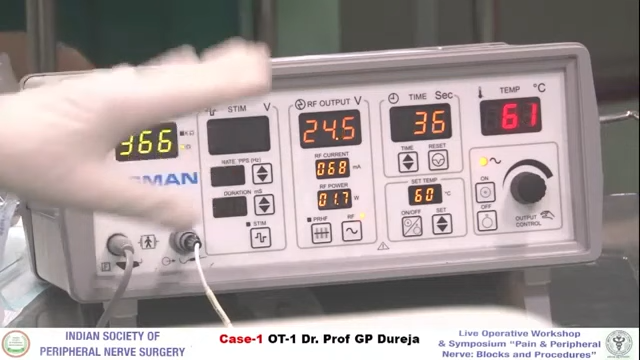 366
KΩ
Ω
SMAN
STIM V
RATE, PPS (Hz)
DURATION mS
STIM
RF OUTPUT V
24.5
RF CURRENT
068 mA
RF POWER
01.7 W
PRHF RF
TIME Sec
36
TIME RESET
SET TEMP
60 °C
ON/OFF SET
TEMP °C
61
ON
OFF
OUTPUT CONTROL
INDIAN SOCIETY OF
PERIPHERAL NERVE SURGERY
Case-1 OT-1 Dr. Prof GP Dureja
Live Operative Workshop
& Symposium "Pain & Peripheral
Nerve: Blocks and Procedures"